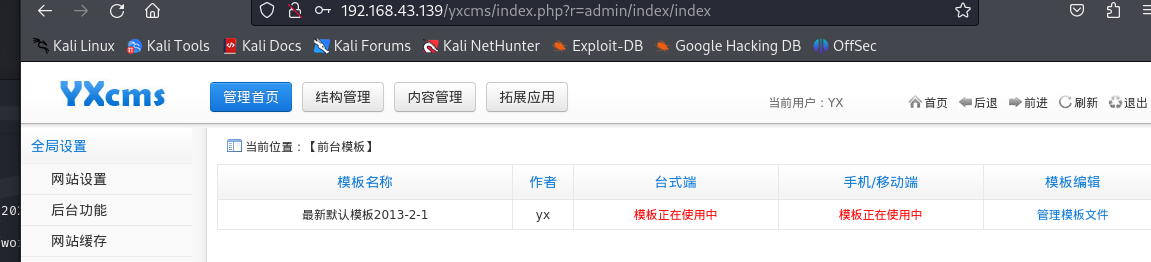 192.168.43.139/yxcms/index.php?r=admin/index/index
Kali Linux Kali Tools Kali Docs Kali Forums Kali NetHunter Exploit-DB Google Hacking DB OffSec
YXcms 管理首页 结构管理 内容管理 拓展应用 当前用户：YX 首页 后退 前进 刷新 退出
全局设置
当前位置：【前台模板】
网站设置
后台功能
网站缓存
模板名称 作者 台式端 手机/移动端 模板编辑
最新默认模板2013-2-1 yx 模板正在使用中 模板正在使用中 管理模板文件